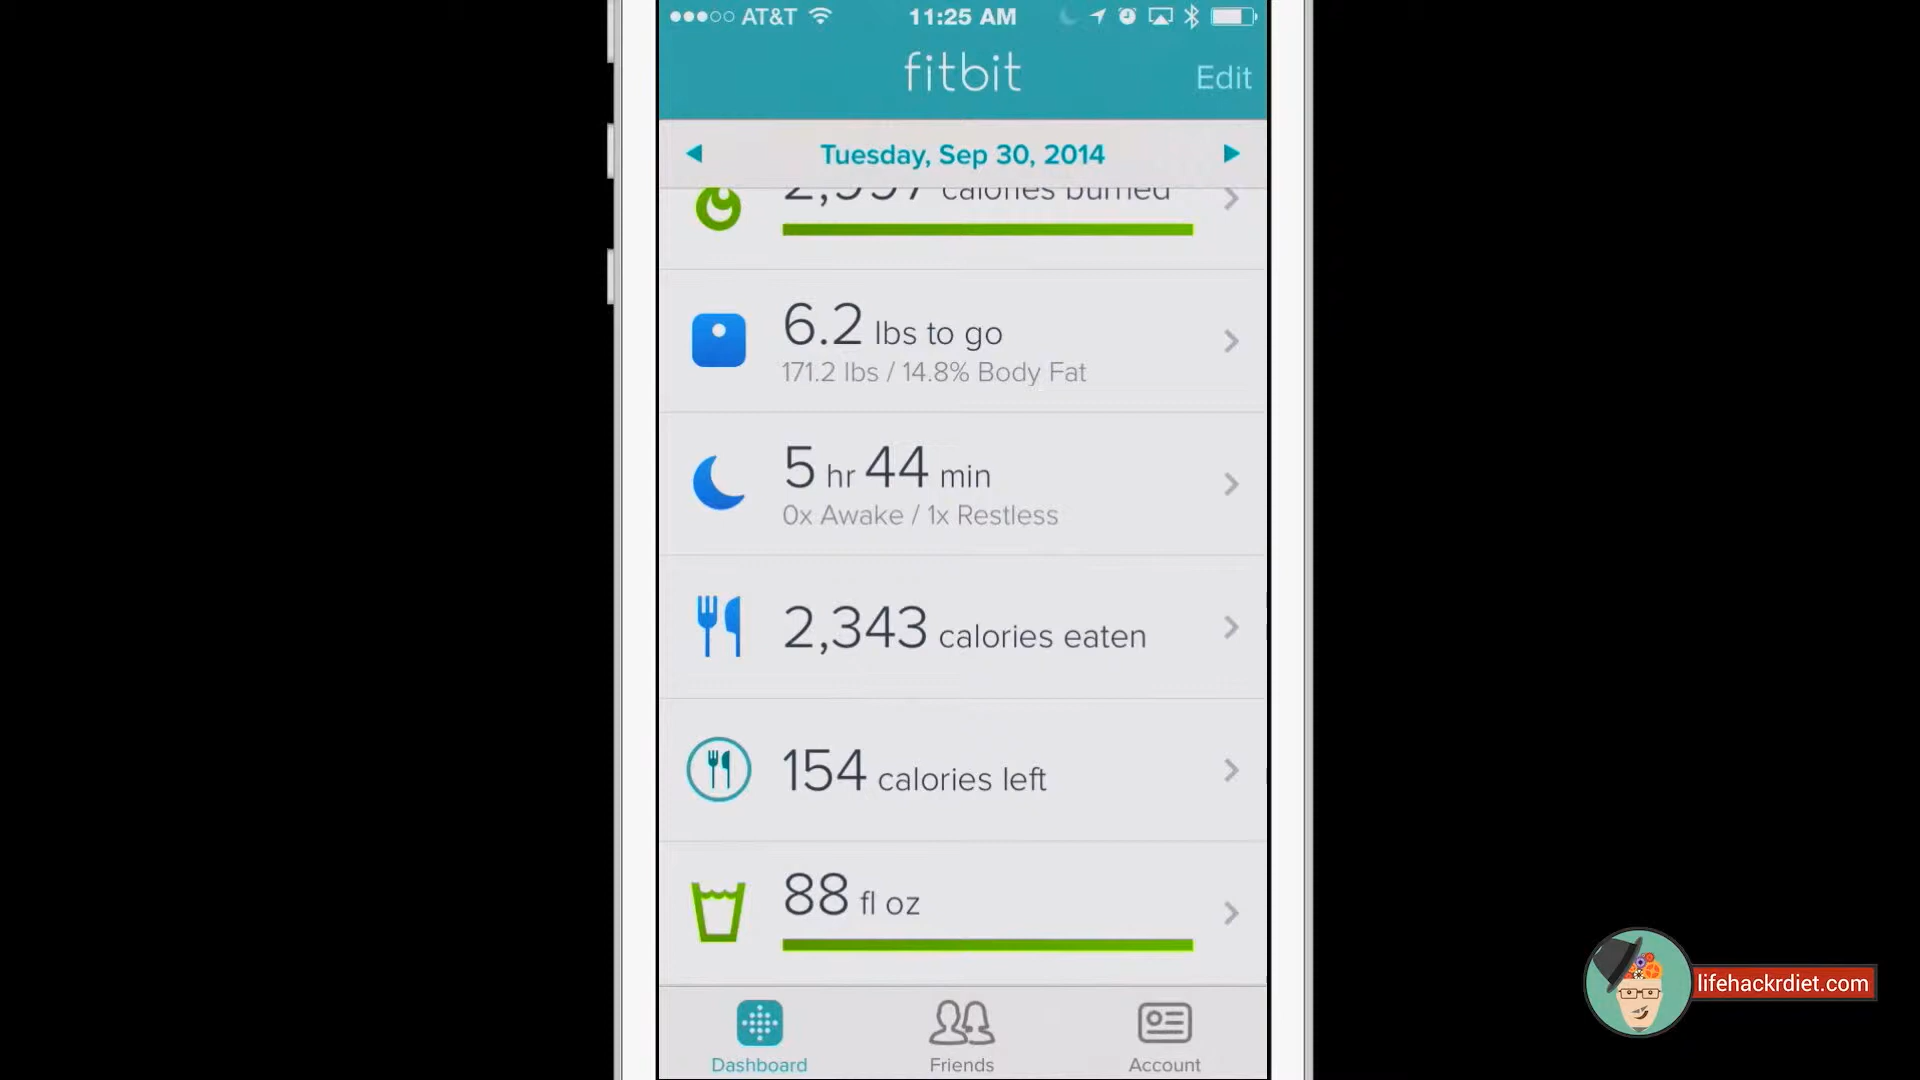 AT&T 11:25 AM
fitbit
Edit
Tuesday, Sep 30, 2014
calories burned
6.2 lbs to go
171.2 lbs / 14.8% Body Fat
5 hr 44 min
0x Awake / 1x Restless
2,343 calories eaten
154 calories left
88 fl oz
Dashboard Friends Account
lifehackrdiet.com